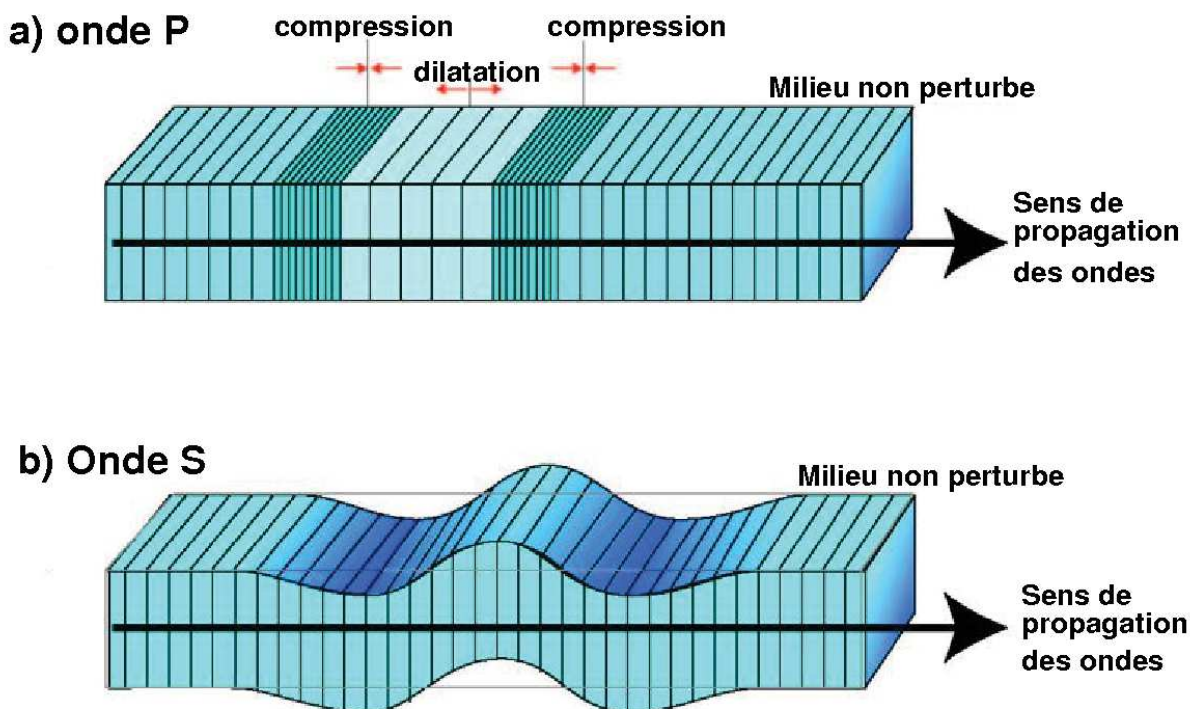 a) onde P
compression
compression
dilatation
Milieu non perturbe
Sens de
propagation
des ondes
b) Onde S
Milieu non perturbe
Sens de
propagation
des ondes